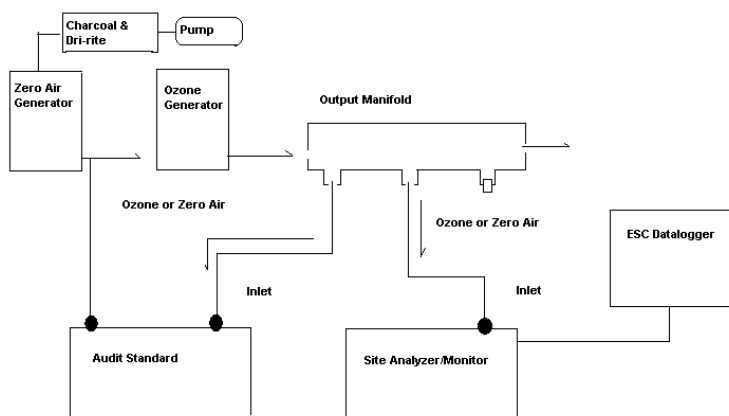 Charcoal &
Dri-rite
Pump
Zero Air
Generator
Ozone
Generator
Output Manifold
Ozone or Zero Air
Ozone or Zero Air
ESC Datalogger
Inlet
Inlet
Audit Standard
Site Analyzer/Monitor